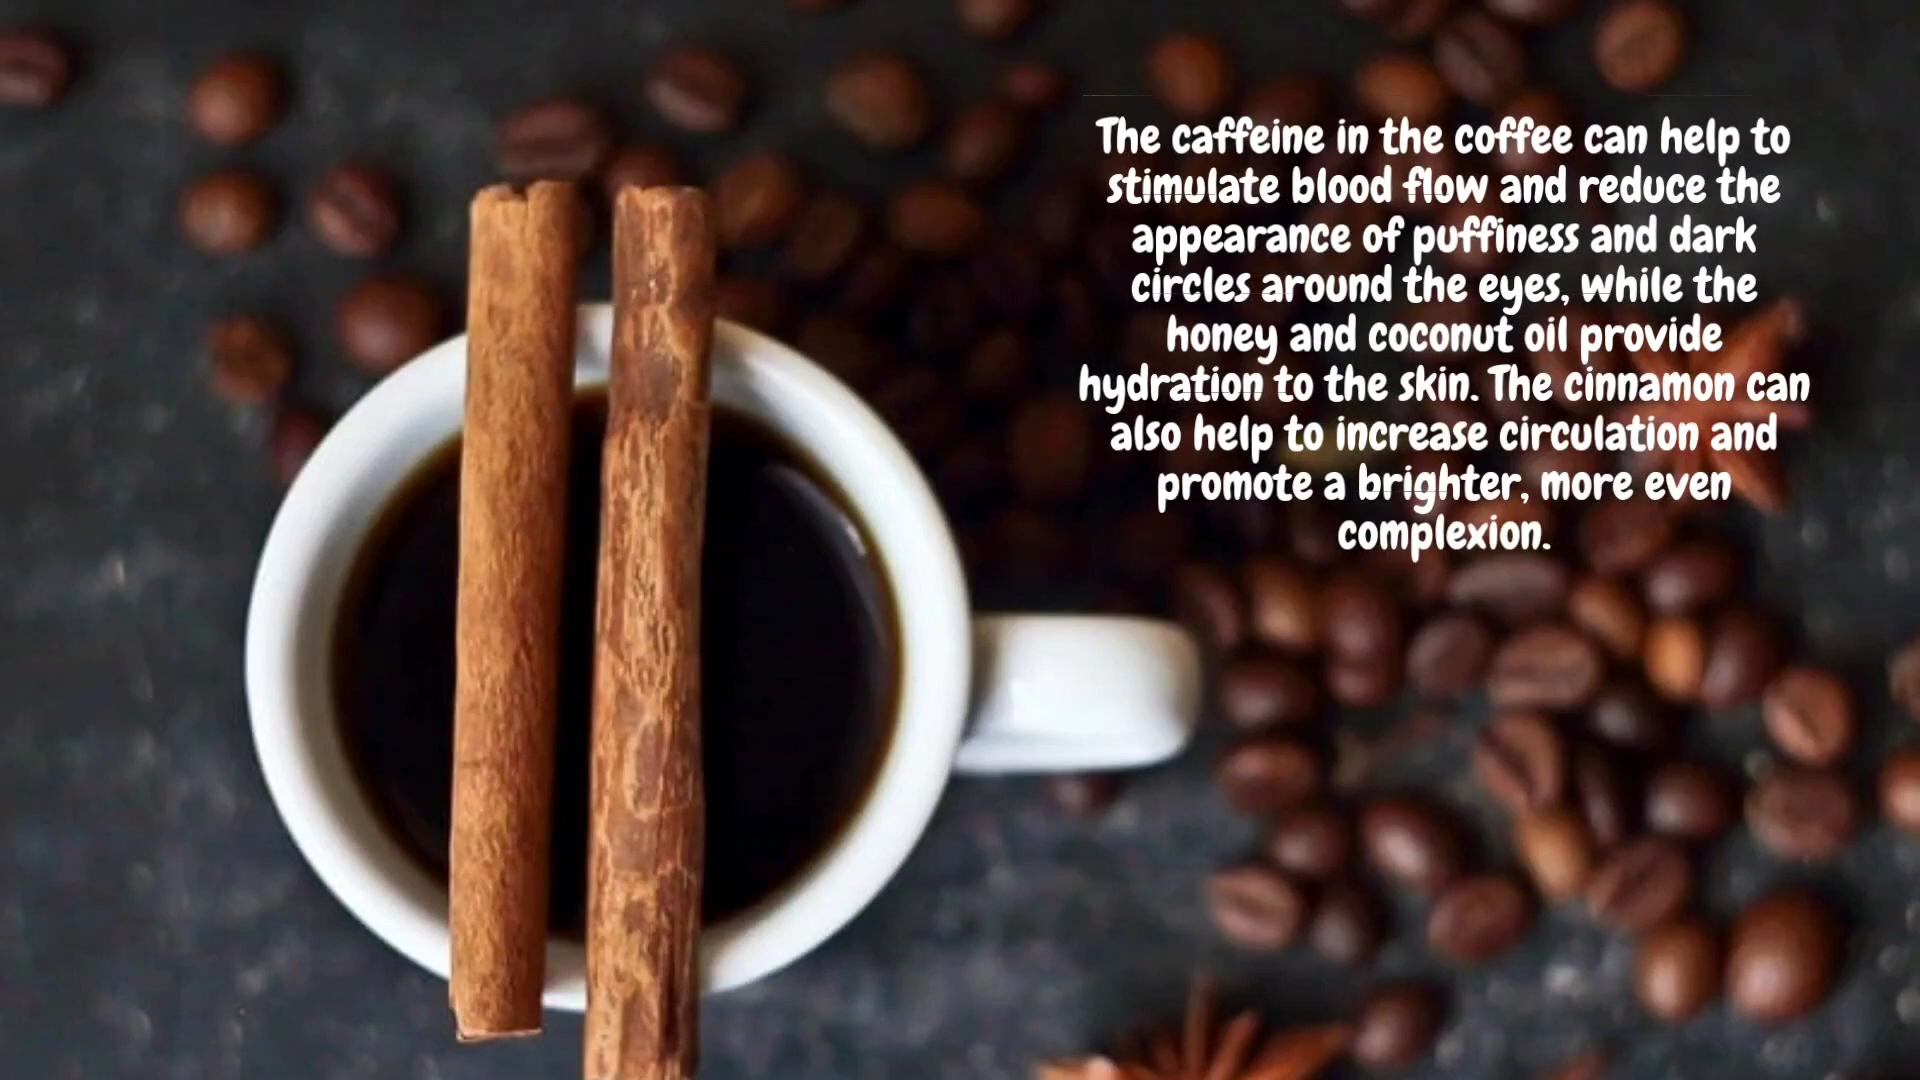 The caffeine in the coffee can help to
stimulate blood flow and reduce the
appearance of puffiness and dark
circles around the eyes, while the
honey and coconut oil provide
hydration to the skin. The cinnamon can
also help to increase circulation and
promote a brighter, more even
complexion.